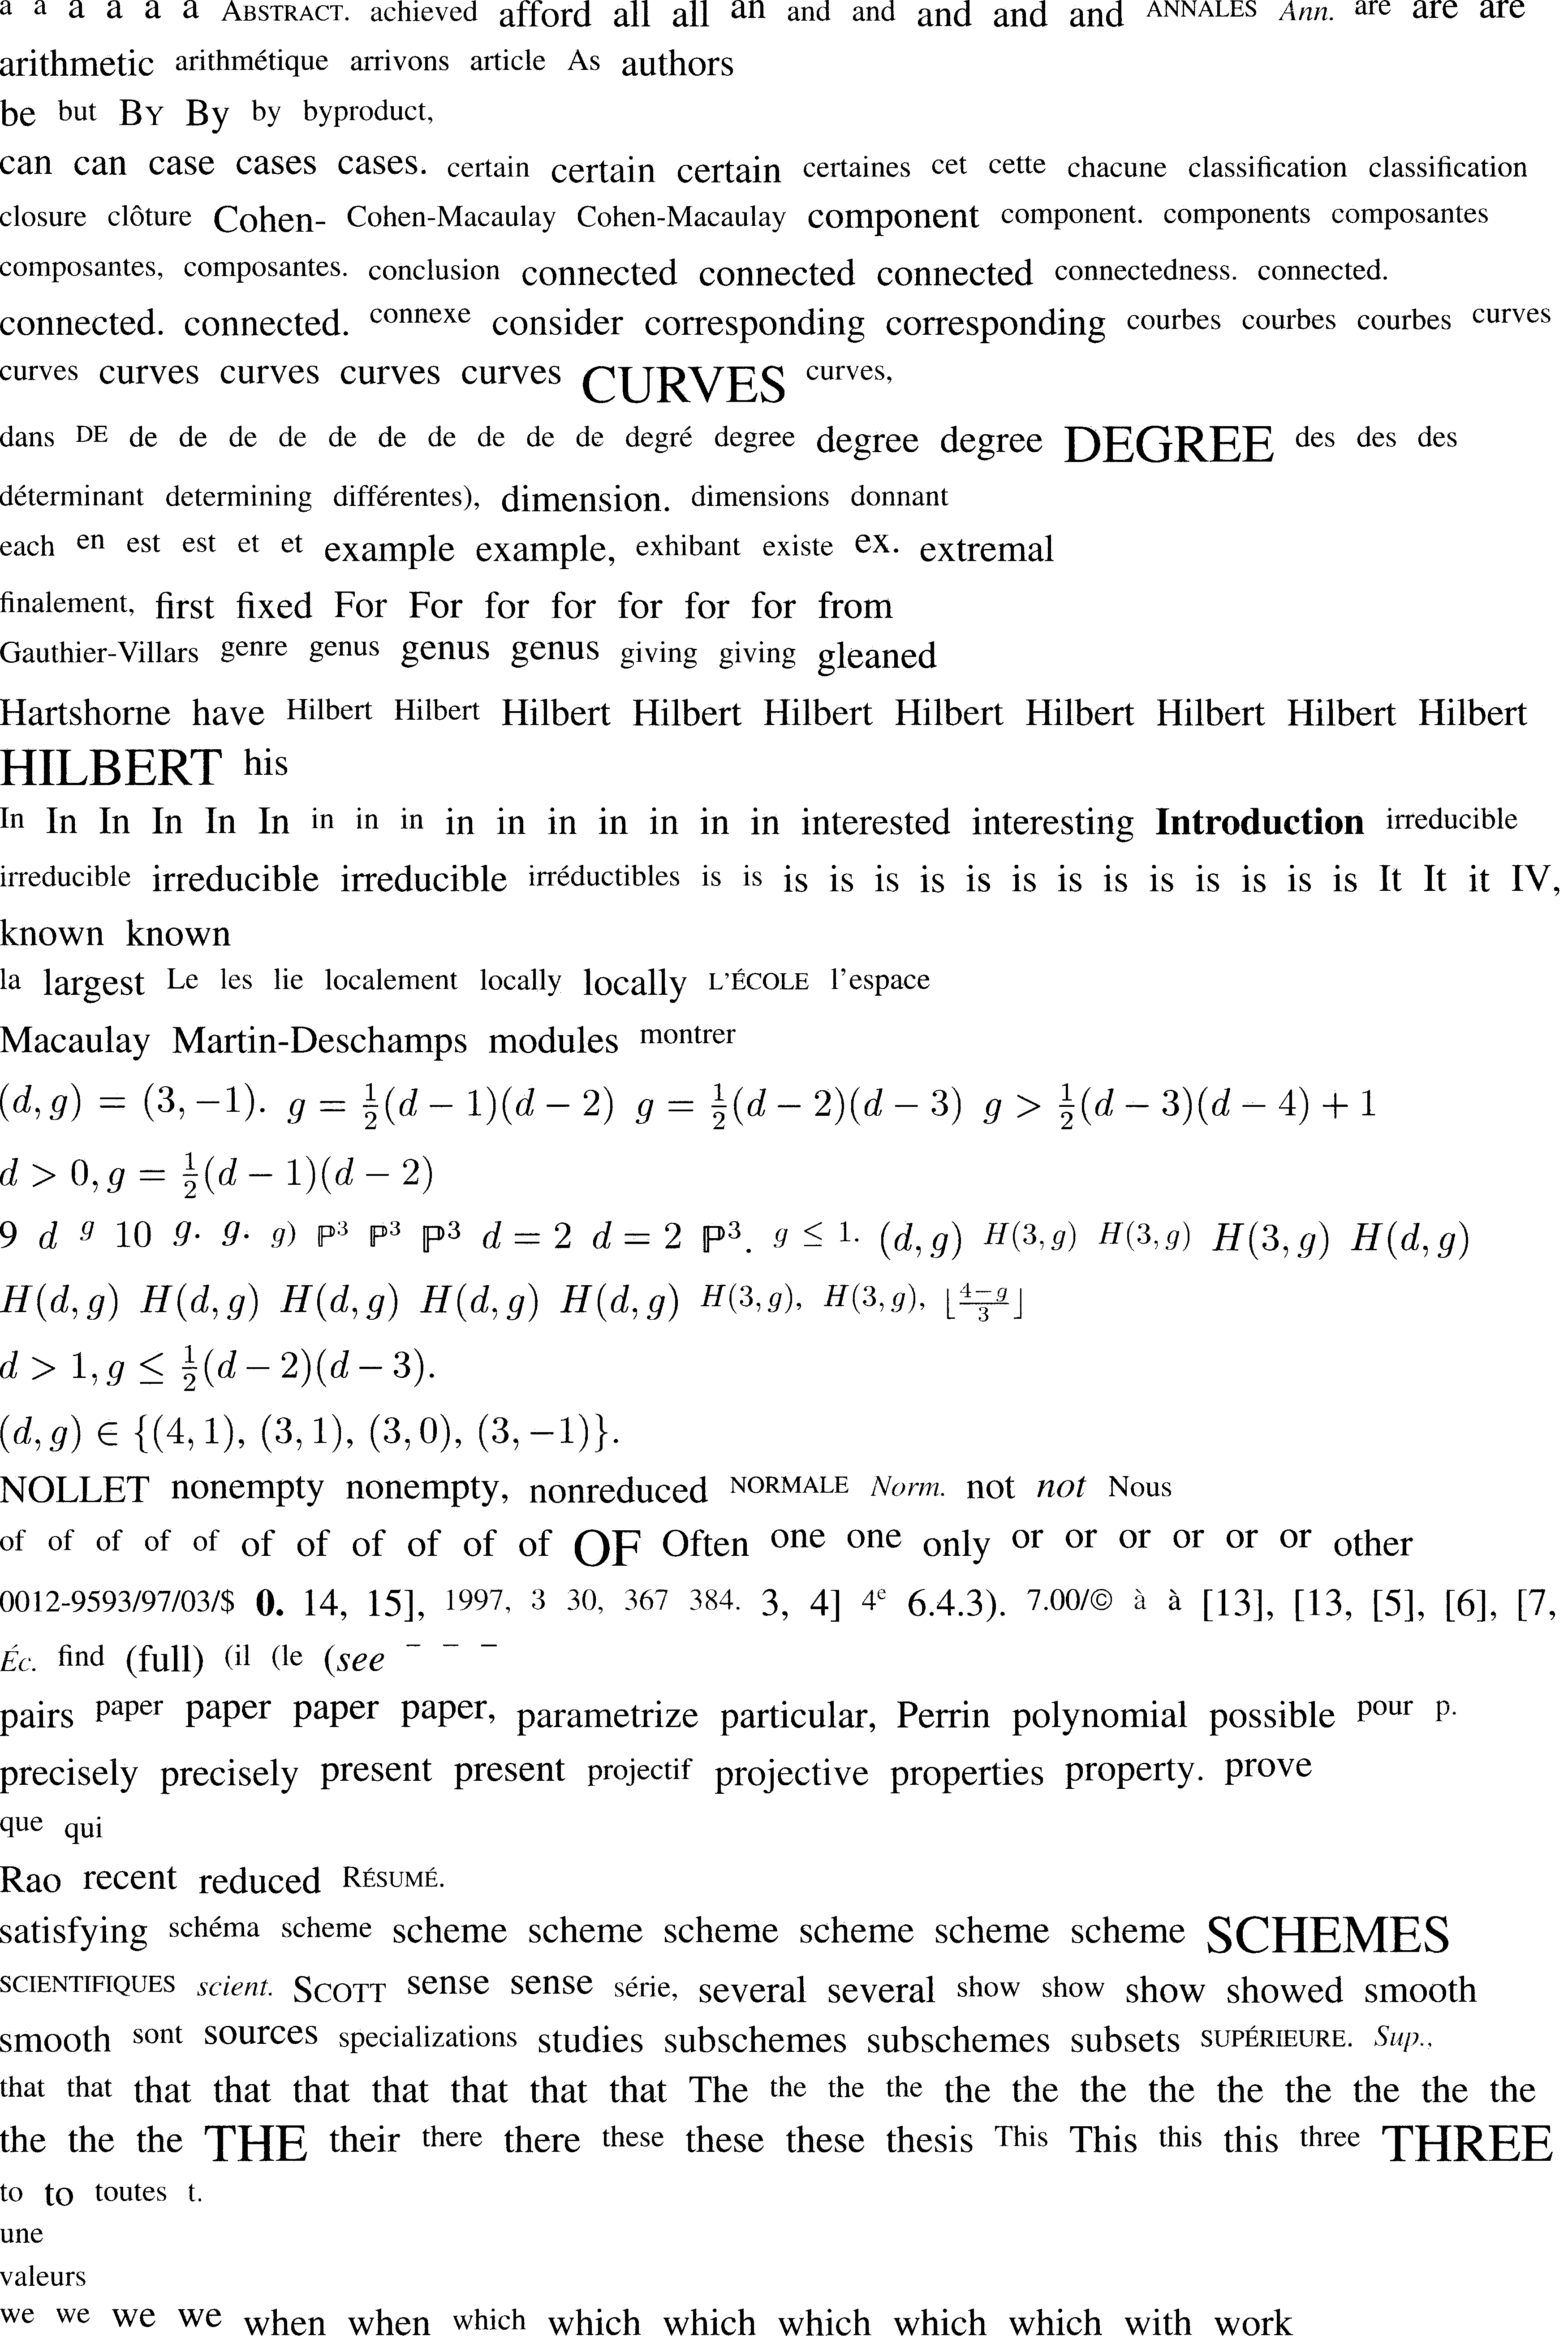 a a a a a a ABSTRACT. achieved afford all all an and and and and and ANNALES Ann. are are are
arithmetic arithmétique arrivons article As authors
be but BY By by byproduct,
can can case cases cases. certain certain certain certaines cet cette chacune classification classification
closure clôture Cohen- Cohen-Macaulay Cohen-Macaulay component component. components composantes
composantes, composantes. conclusion connected connected connected connectedness. connected.
connected. connected. connexe consider corresponding corresponding courbes courbes courbes curves
curves curves curves curves curves CURVES curves,
dans DE de de de de de de de de de de degré degree degree degree DEGREE des des des
déterminant determining différentes), dimension. dimensions donnant
each en est est et et example example, exhibant existe ex. extremal
finalement, first fixed For For for for for for for from
Gauthier-Villars genre genus genus genus giving giving gleaned
Hartshorne have Hilbert Hilbert Hilbert Hilbert Hilbert Hilbert Hilbert Hilbert Hilbert Hilbert
HILBERT his
In In In In In In in in in in in in in in in in interested interesting Introduction irreducible
irreducible irreducible irreducible irréductibles is is is is is is is is is is is is is is is It It it IV,
known known
la largest Le les lie localement locally locally L'ÉCOLE l'espace
Macaulay Martin-Deschamps modules montrer
(d, g) = (3, −1). g = ½(d − 1)(d − 2) g = ½(d − 2)(d − 3) g > ½(d − 3)(d − 4) + 1
d > 0, g = ½(d − 1)(d − 2)
9 d g 10 g. g. g) ℙ³ ℙ³ ℙ³ d = 2 d = 2 ℙ³. g ≤ 1. (d, g) H(3, g) H(3, g) H(3, g) H(d, g)
H(d, g) H(d, g) H(d, g) H(d, g) H(d, g) H(3, g), H(3, g), ⌊(4−g)/3⌋
d > 1, g ≤ ½(d − 2)(d − 3).
(d, g) ∈ {(4, 1), (3, 1), (3, 0), (3, −1)}.
NOLLET nonempty nonempty, nonreduced NORMALE Norm. not not Nous
of of of of of of of of of of of OF Often one one only or or or or or or other
0012-9593/97/03/$ 0. 14, 15], 1997, 3 30, 367 384. 3, 4] 4ᵉ 6.4.3). 7.00/© à à [13], [13, [5], [6], [7,
Éc. find (full) (il (le (see – – –
pairs paper paper paper paper, parametrize particular, Perrin polynomial possible pour p.
precisely precisely present present projectif projective properties property. prove
que qui
Rao recent reduced RÉSUMÉ.
satisfying schéma scheme scheme scheme scheme scheme scheme scheme SCHEMES
SCIENTIFIQUES scient. SCOTT sense sense série, several several show show show showed smooth
smooth sont sources specializations studies subschemes subschemes subsets SUPÉRIEURE. Sup.,
that that that that that that that that that The the the the the the the the the the the the the
the the the THE their there there these these these thesis This This this this three THREE
to to toutes t.
une
valeurs
we we we we when when which which which which which which with work